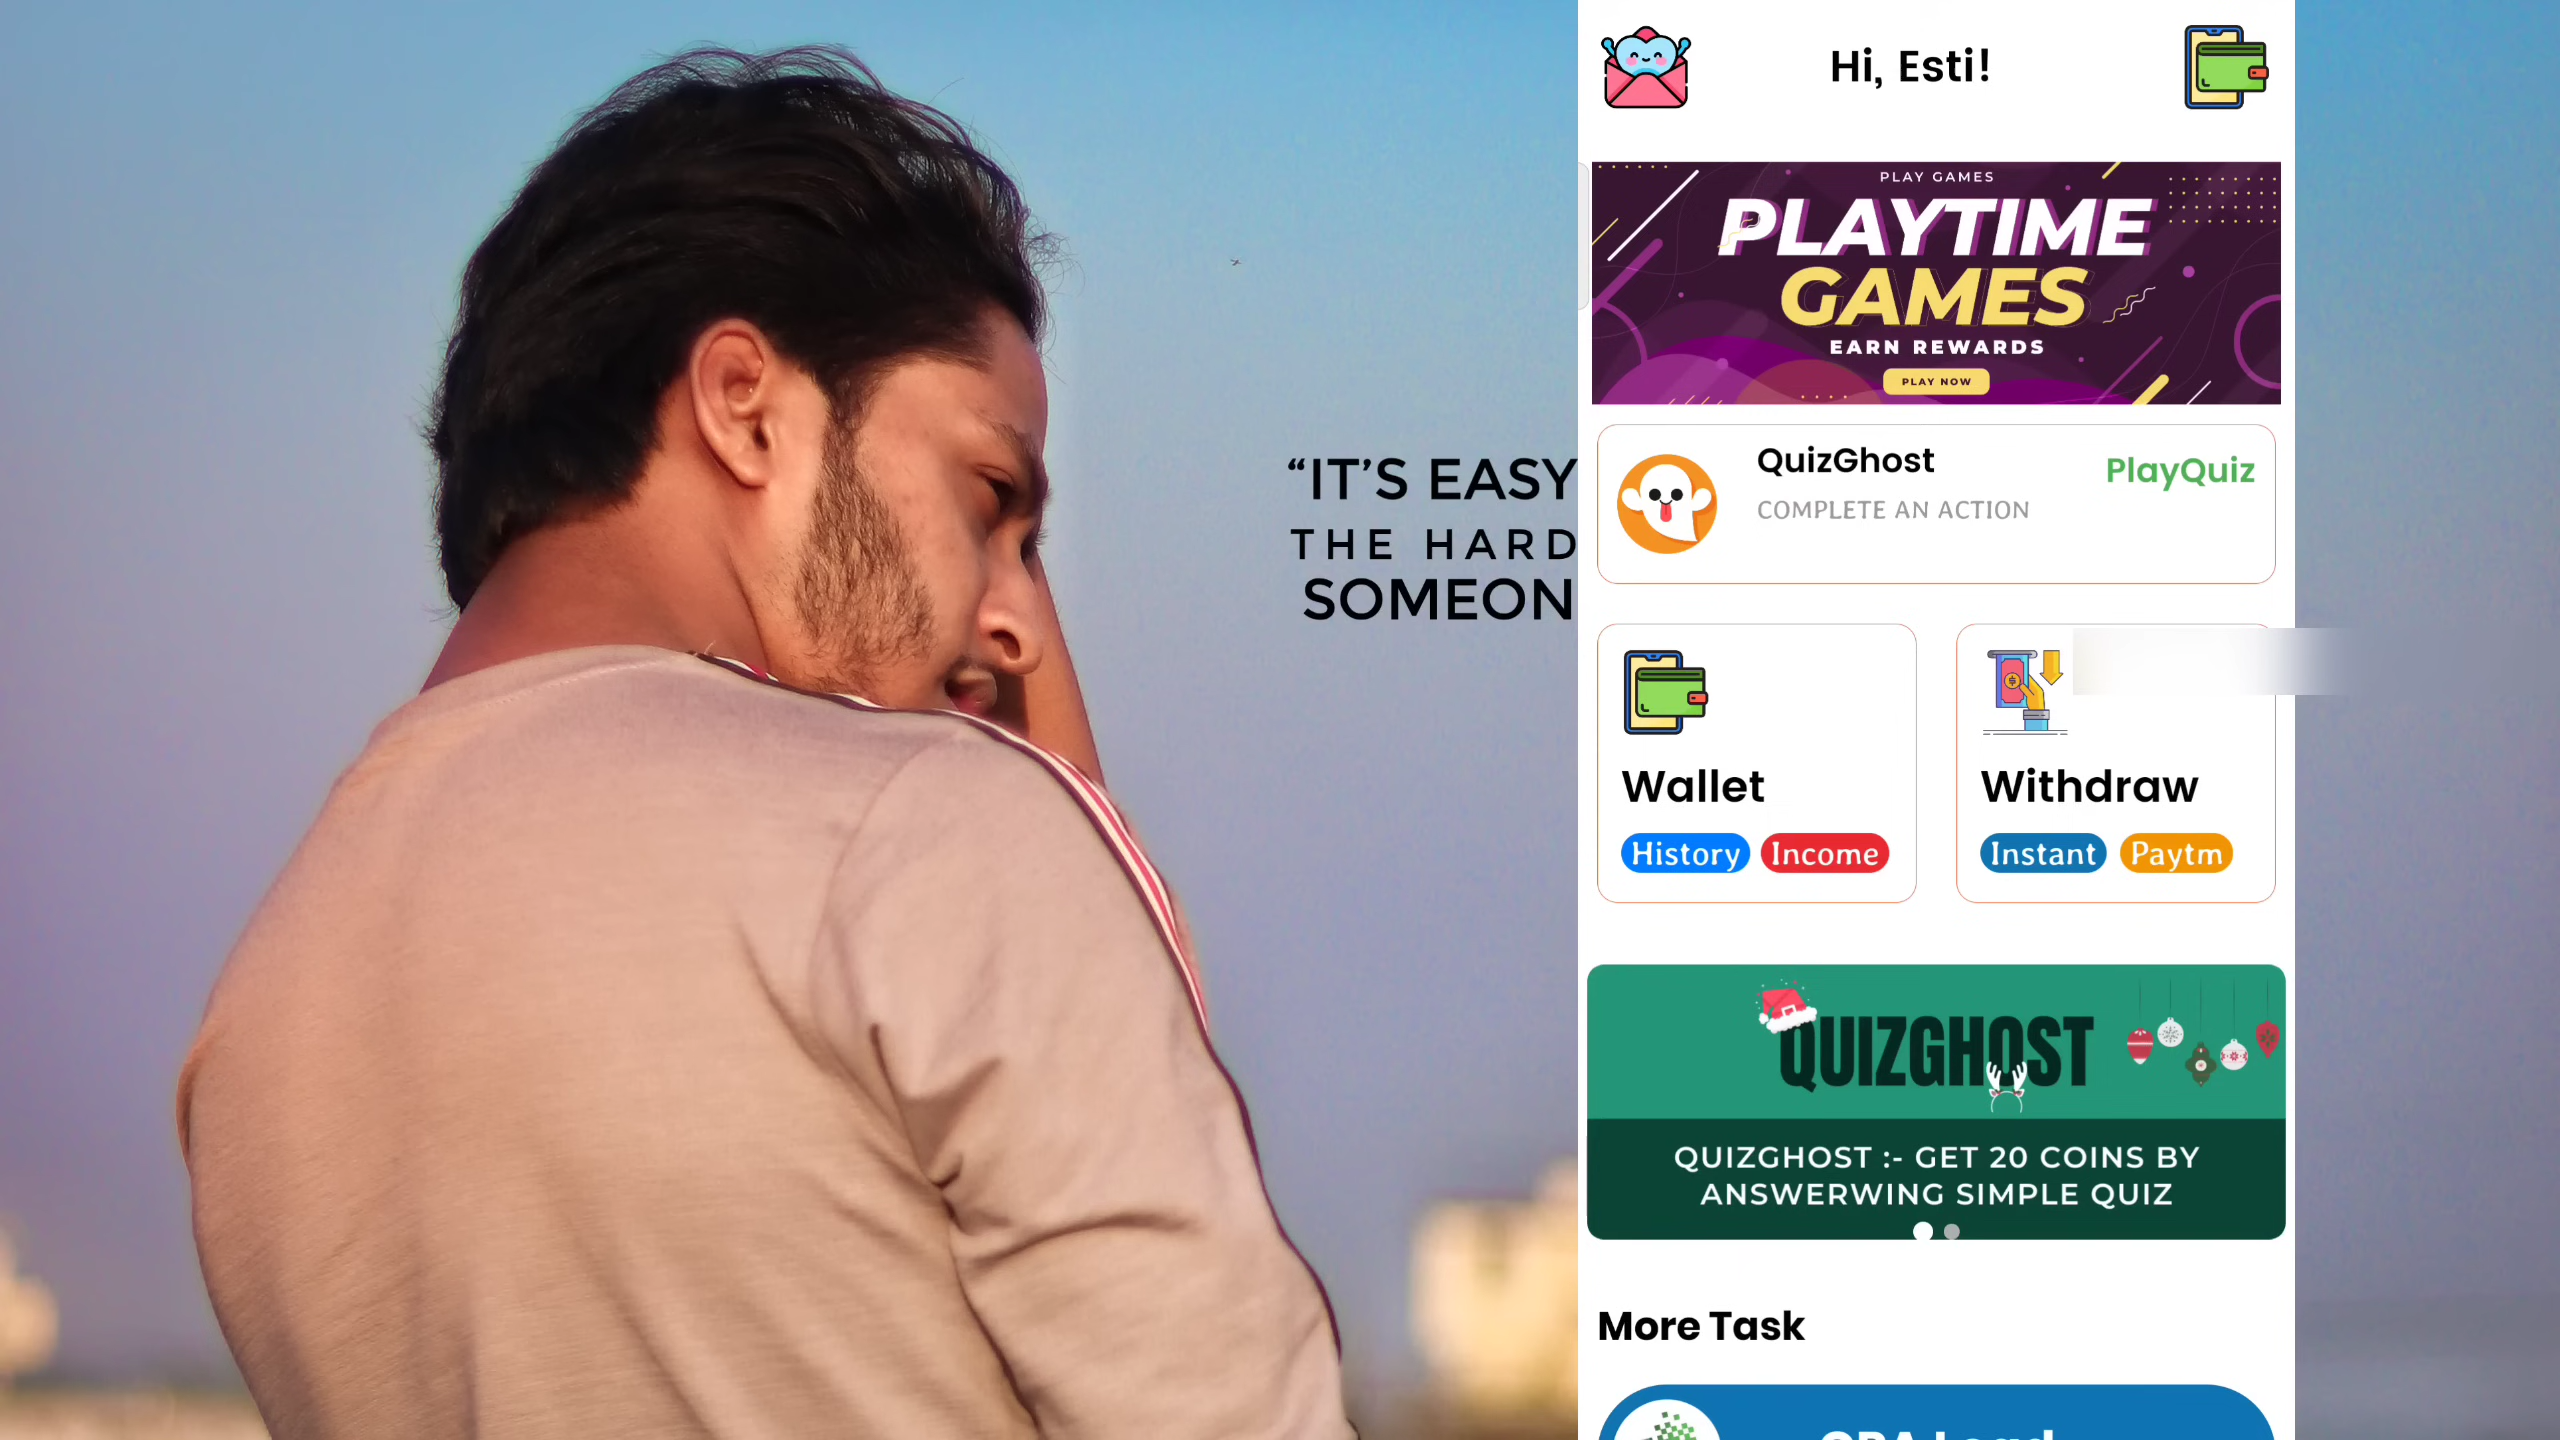 “IT’S EASY
THE HARD
SOMEON
Hi, Esti!
PLAY GAMES
PLAYTIME
GAMES
EARN REWARDS
PLAY NOW
QuizGhost
COMPLETE AN ACTION
PlayQuiz
Wallet
History Income
Withdraw
Instant Paytm
QUIZGHOST
QUIZGHOST :- GET 20 COINS BY
ANSWERWING SIMPLE QUIZ
More Task